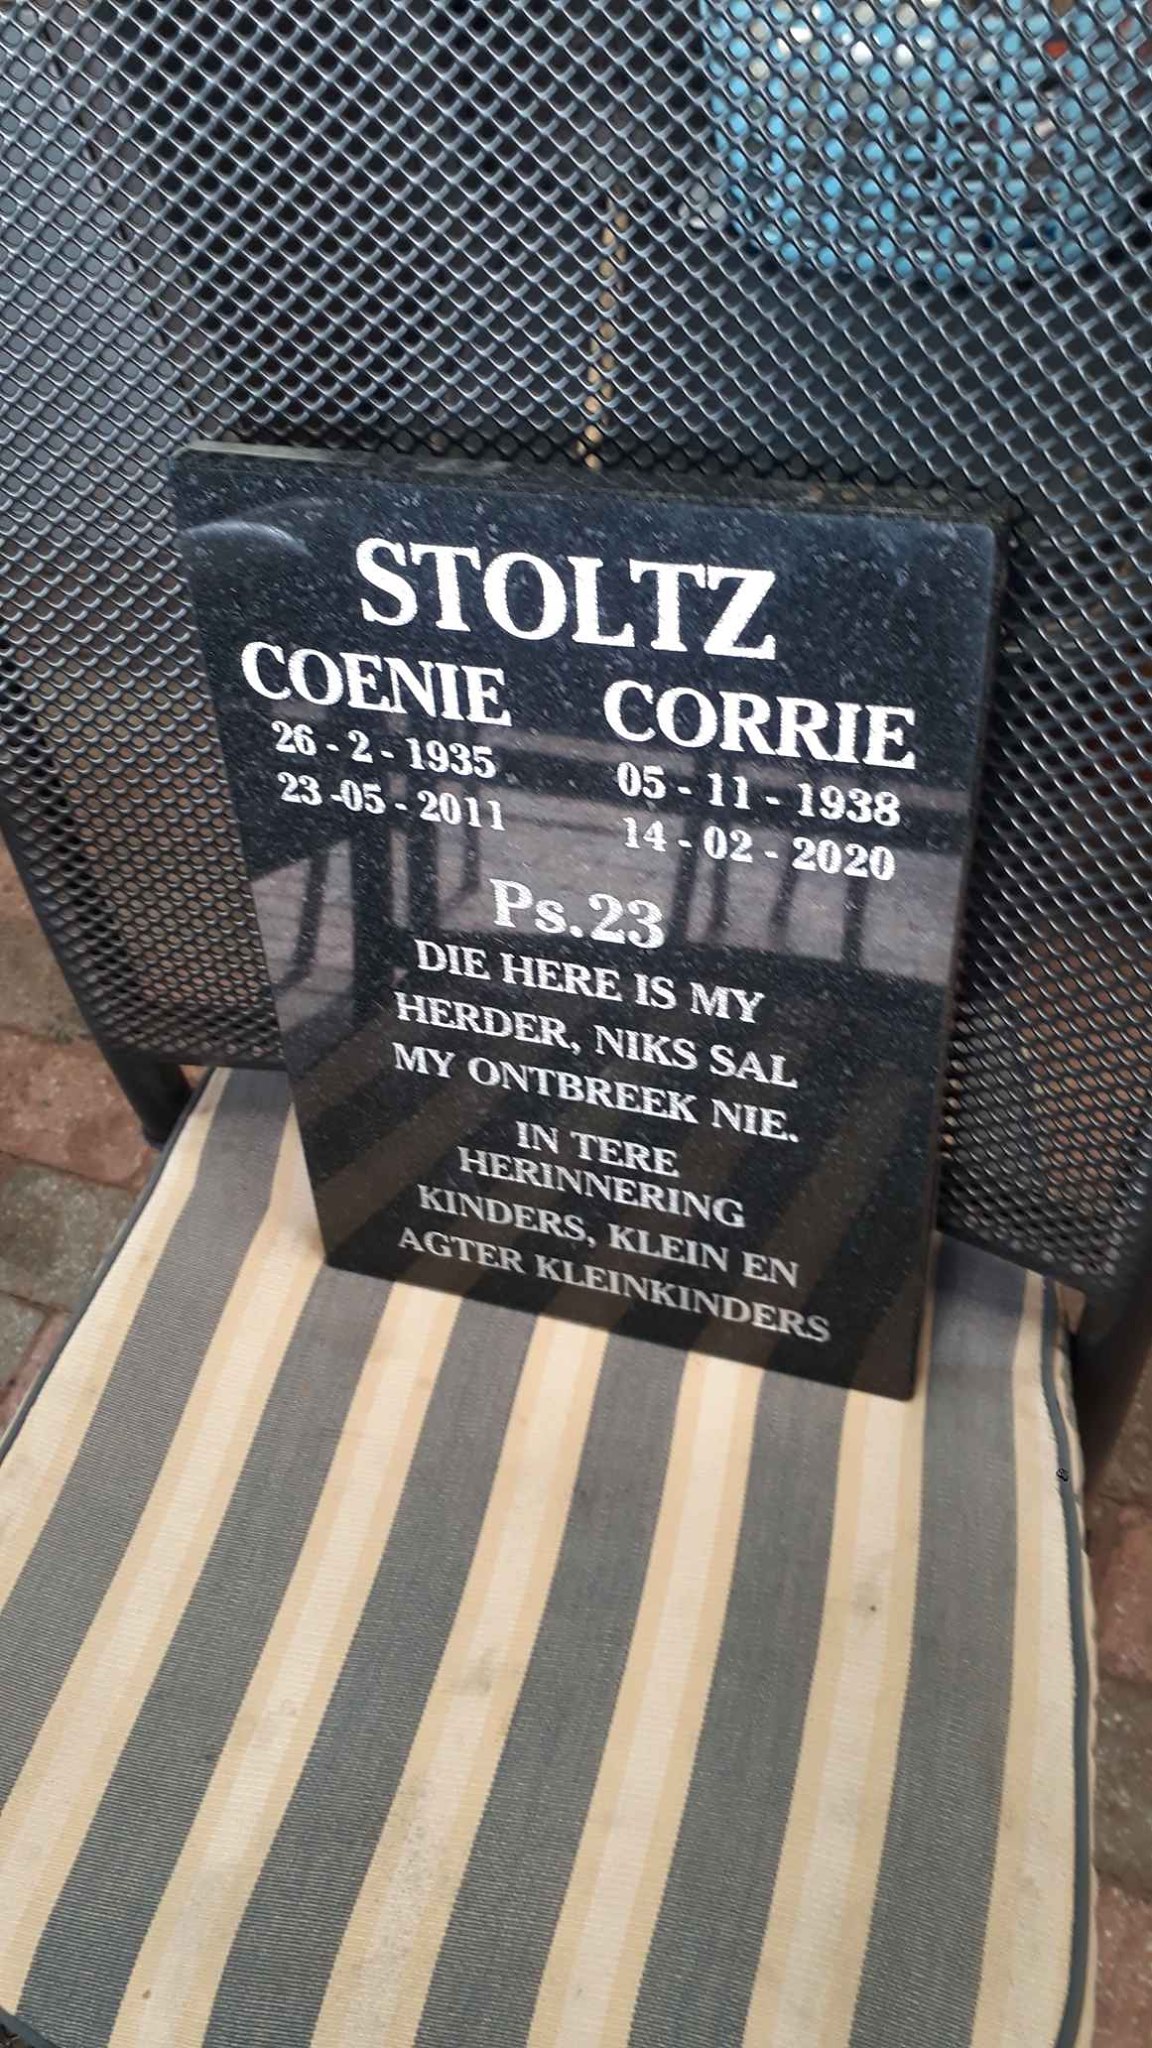 STOLTZ
COENIE CORRIE
26 - 2 - 1935 05 - 11 - 1938
23 -05 - 2011 14 - 02 - 2020
Ps.23
DIE HERE IS MY
HERDER, NIKS SAL
MY ONTBREEK NIE.
IN TERE
HERINNERING
KINDERS, KLEIN EN
AGTER KLEINKINDERS